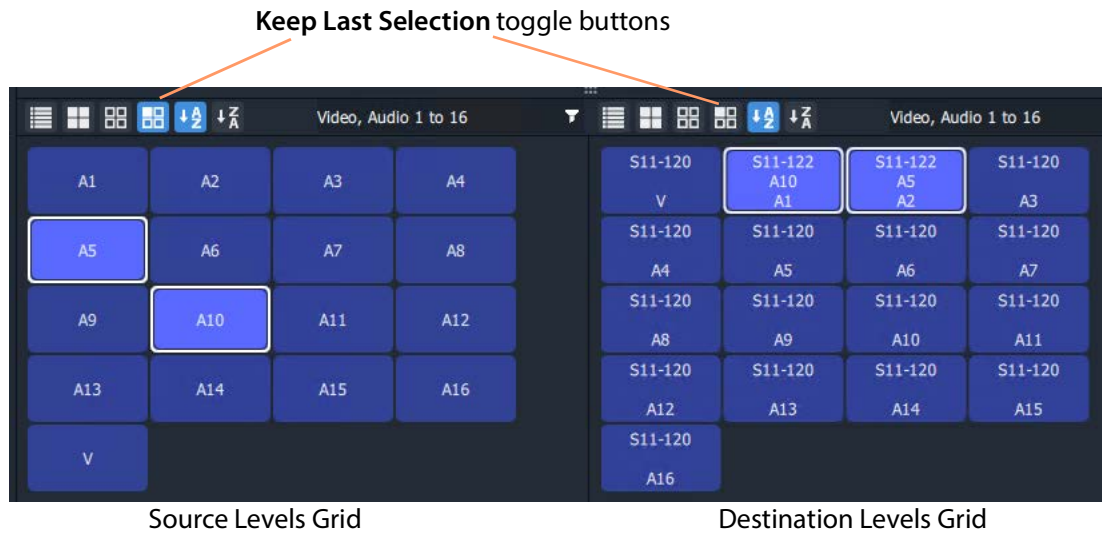 Keep Last Selection toggle buttons
Video, Audio 1 to 16
Video, Audio 1 to 16
A1 A2 A3 A4
A5 A6 A7 A8
A9 A10 A11 A12
A13 A14 A15 A16
V
S11-120 S11-122 S11-122 S11-120
A10 A5
V A1 A2 A3
S11-120 S11-120 S11-120 S11-120
A4 A5 A6 A7
S11-120 S11-120 S11-120 S11-120
A8 A9 A10 A11
S11-120 S11-120 S11-120 S11-120
A12 A13 A14 A15
S11-120
A16
Source Levels Grid
Destination Levels Grid